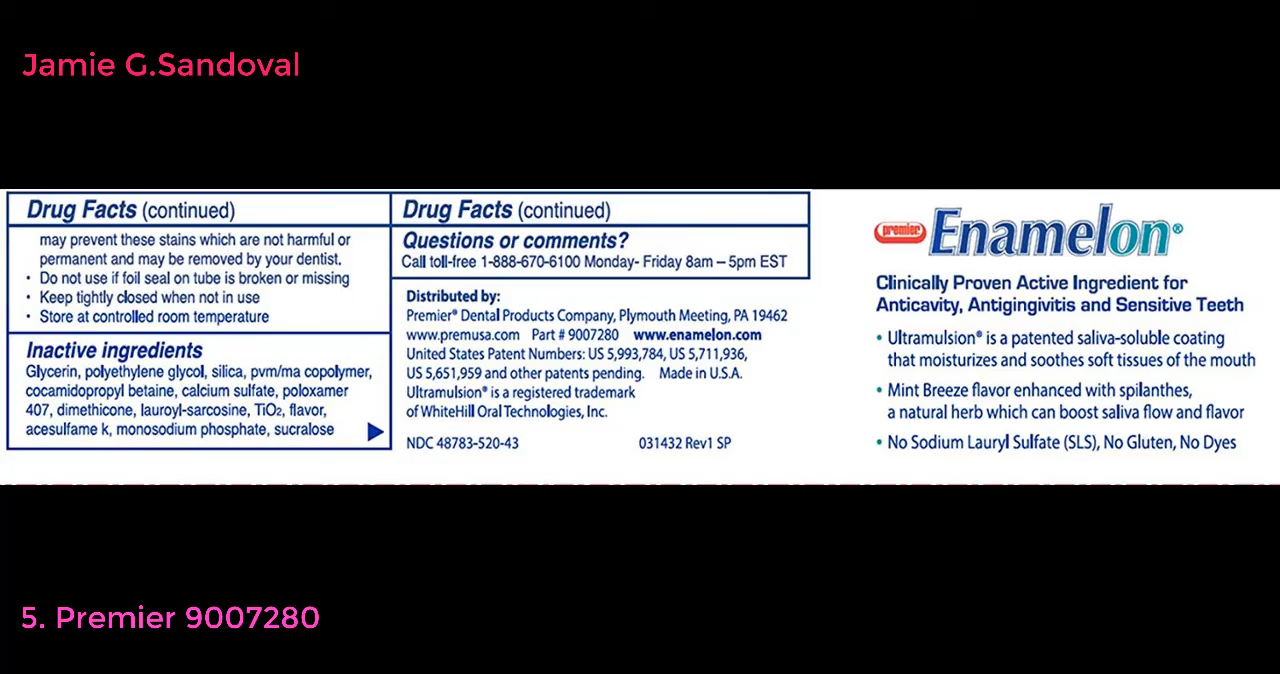 Jamie G.Sandoval
Drug Facts (continued)
may prevent these stains which are not harmful or
permanent and may be removed by your dentist.
• Do not use if foil seal on tube is broken or missing
• Keep tightly closed when not in use
• Store at controlled room temperature
Inactive ingredients
Glycerin, polyethylene glycol, silica, pvm/ma copolymer,
cocamidopropyl betaine, calcium sulfate, poloxamer
407, dimethicone, lauroyl-sarcosine, TiO2, flavor,
acesulfame k, monosodium phosphate, sucralose
Drug Facts (continued)
Questions or comments?
Call toll-free 1-888-670-6100 Monday- Friday 8am – 5pm EST
Distributed by:
Premier® Dental Products Company, Plymouth Meeting, PA 19462
www.premusa.com Part # 9007280 www.enamelon.com
United States Patent Numbers: US 5,993,784, US 5,711,936,
US 5,651,959 and other patents pending. Made in U.S.A.
Ultramulsion® is a registered trademark
of WhiteHill Oral Technologies, Inc.
NDC 48783-520-43 031432 Rev1 SP
premier Enamelon®
Clinically Proven Active Ingredient for
Anticavity, Antigingivitis and Sensitive Teeth
• Ultramulsion® is a patented saliva-soluble coating
that moisturizes and soothes soft tissues of the mouth
• Mint Breeze flavor enhanced with spilanthes,
a natural herb which can boost saliva flow and flavor
• No Sodium Lauryl Sulfate (SLS), No Gluten, No Dyes
5. Premier 9007280